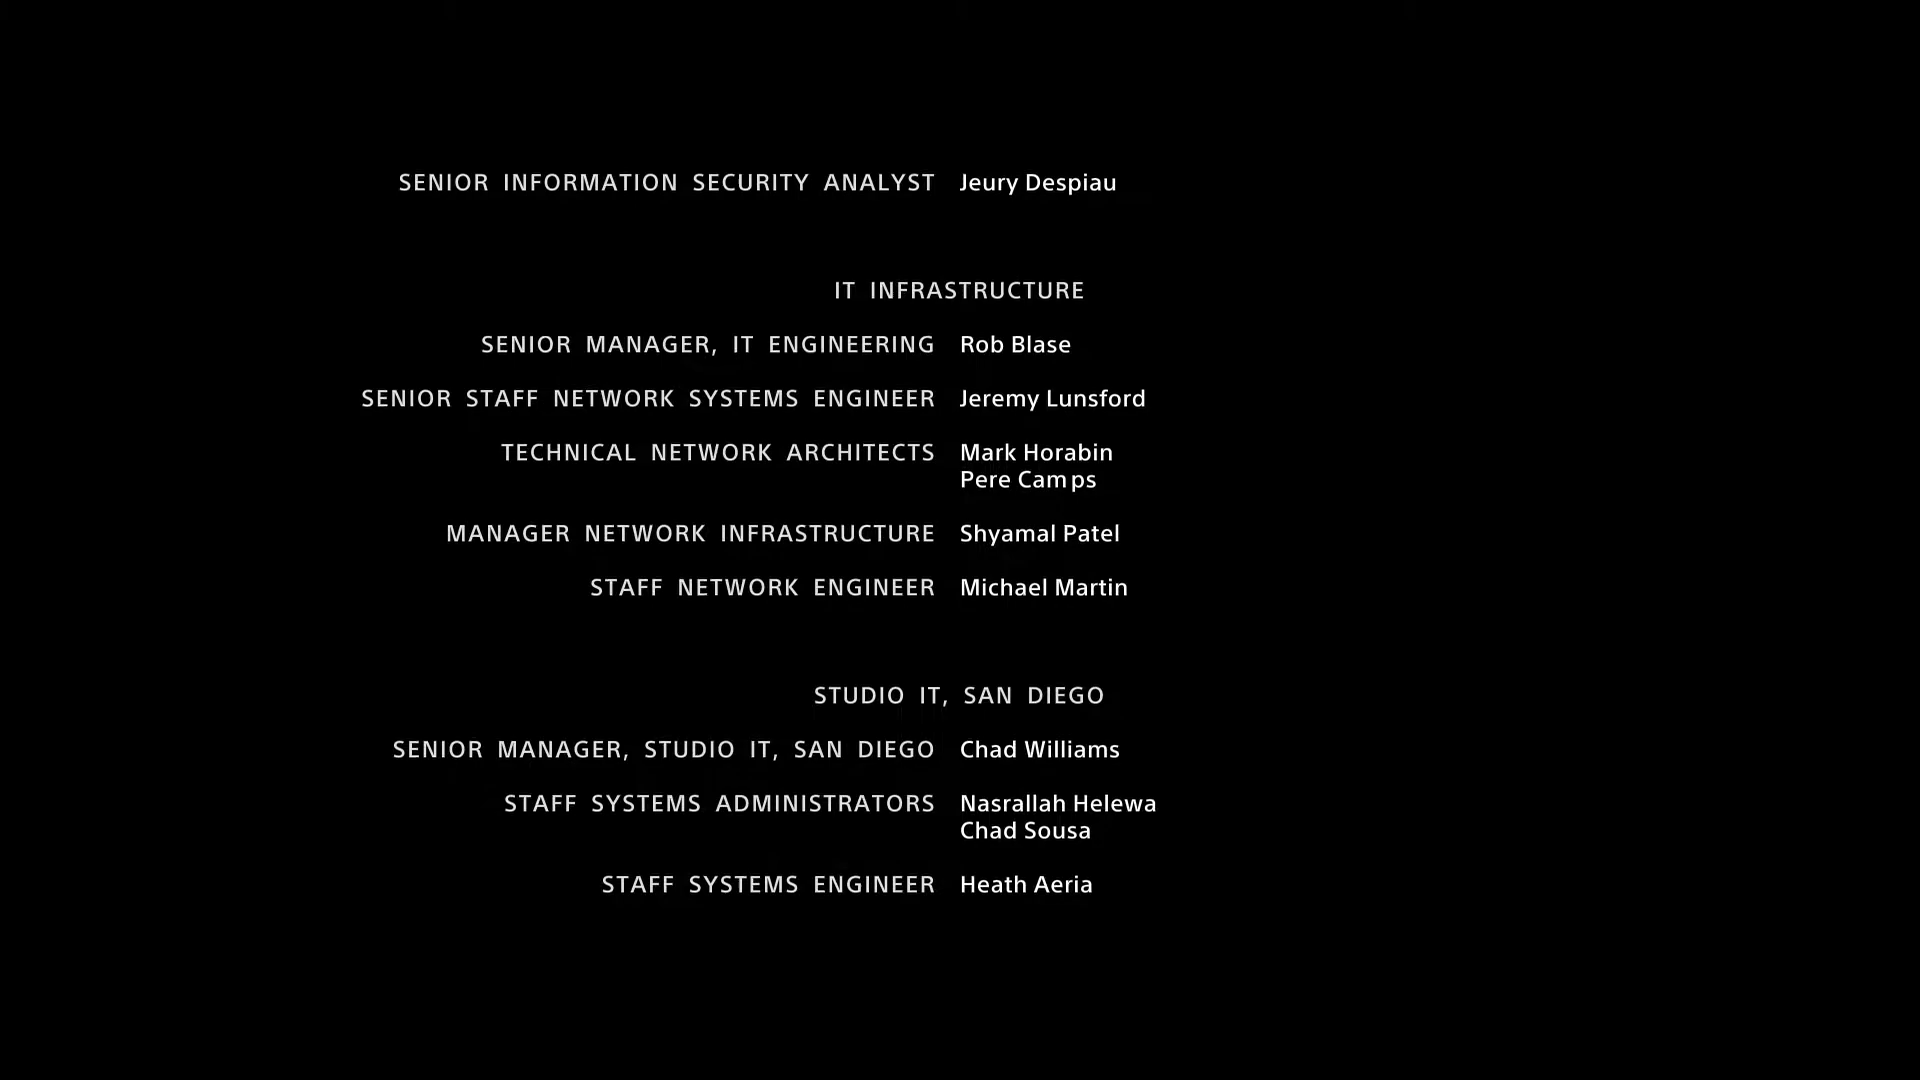 SENIOR INFORMATION SECURITY ANALYST Jeury Despiau
IT INFRASTRUCTURE
SENIOR MANAGER, IT ENGINEERING Rob Blase
SENIOR STAFF NETWORK SYSTEMS ENGINEER Jeremy Lunsford
TECHNICAL NETWORK ARCHITECTS Mark Horabin
Pere Camps
MANAGER NETWORK INFRASTRUCTURE Shyamal Patel
STAFF NETWORK ENGINEER Michael Martin
STUDIO IT, SAN DIEGO
SENIOR MANAGER, STUDIO IT, SAN DIEGO Chad Williams
STAFF SYSTEMS ADMINISTRATORS Nasrallah Helewa
Chad Sousa
STAFF SYSTEMS ENGINEER Heath Aeria